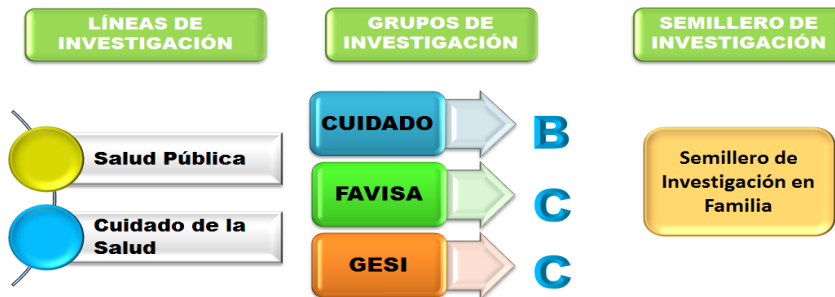 LÍNEAS DE
INVESTIGACIÓN
Salud Pública
Cuidado de la
Salud
GRUPOS DE
INVESTIGACIÓN
CUIDADO
B
FAVISA
C
GESI
C
SEMILLERO DE
INVESTIGACIÓN
Semillero de
Investigación en
Familia